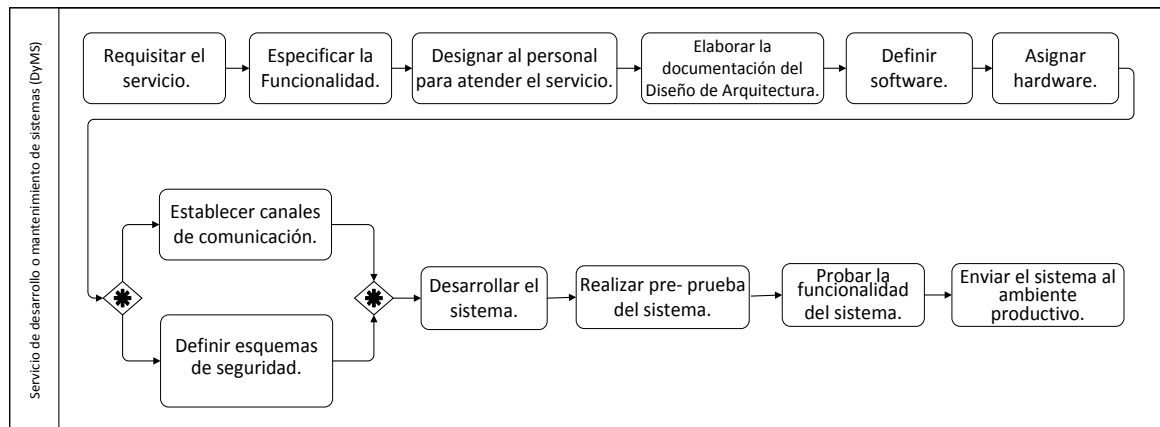 Servicio de desarrollo o mantenimiento de sistemas (DyMS)
Requisitar el
servicio.
Especificar la
Funcionalidad.
Designar al personal
para atender el servicio.
Elaborar la
documentación del
Diseño de Arquitectura.
Definir
software.
Asignar
hardware.
Establecer canales
de comunicación.
Definir esquemas
de seguridad.
Desarrollar el
sistema.
Realizar pre- prueba
del sistema.
Probar la
funcionalidad
del sistema.
Enviar el sistema al
ambiente
productivo.